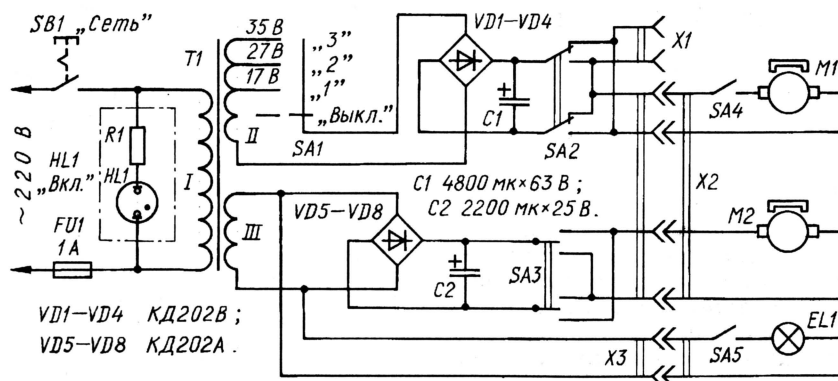 SB1 „Сеть"
~220 В
HL1
„Вкл."
R1
HL1
FU1
1А
T1
I
II
III
35 В
27 В
17 В
„3"
„2"
„1"
„Выкл."
SA1
VD1–VD4
C1
+
SA2
X1
SA4
M1
X2
C1 4800 мк×63 В ;
C2 2200 мк×25 В .
VD5–VD8
C2
+
SA3
M2
X3
SA5
EL1
VD1–VD4 КД202В ;
VD5–VD8 КД202А .